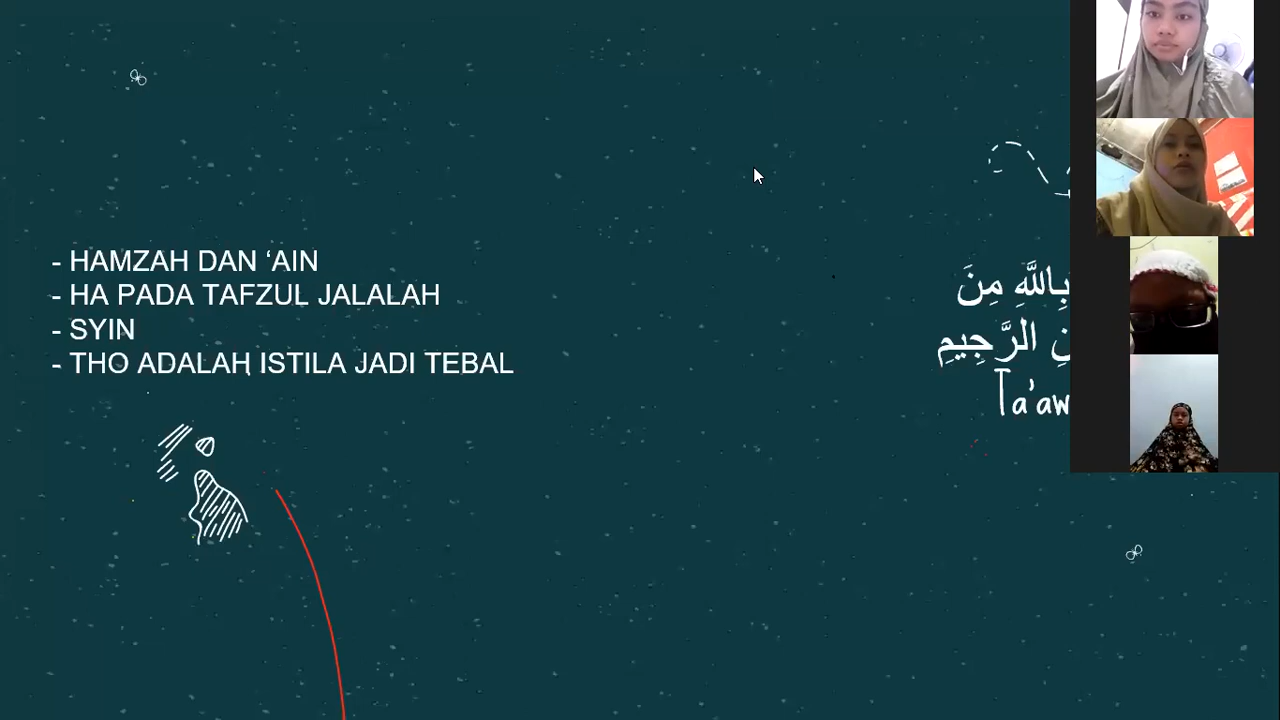 - HAMZAH DAN ‘AIN
- HA PADA TAFZUL JALALAH
- SYIN
- THO ADALAH ISTILA JADI TEBAL
بِاللَّهِ مِنَ
نِ الرَّجِيمِ
Ta'aw